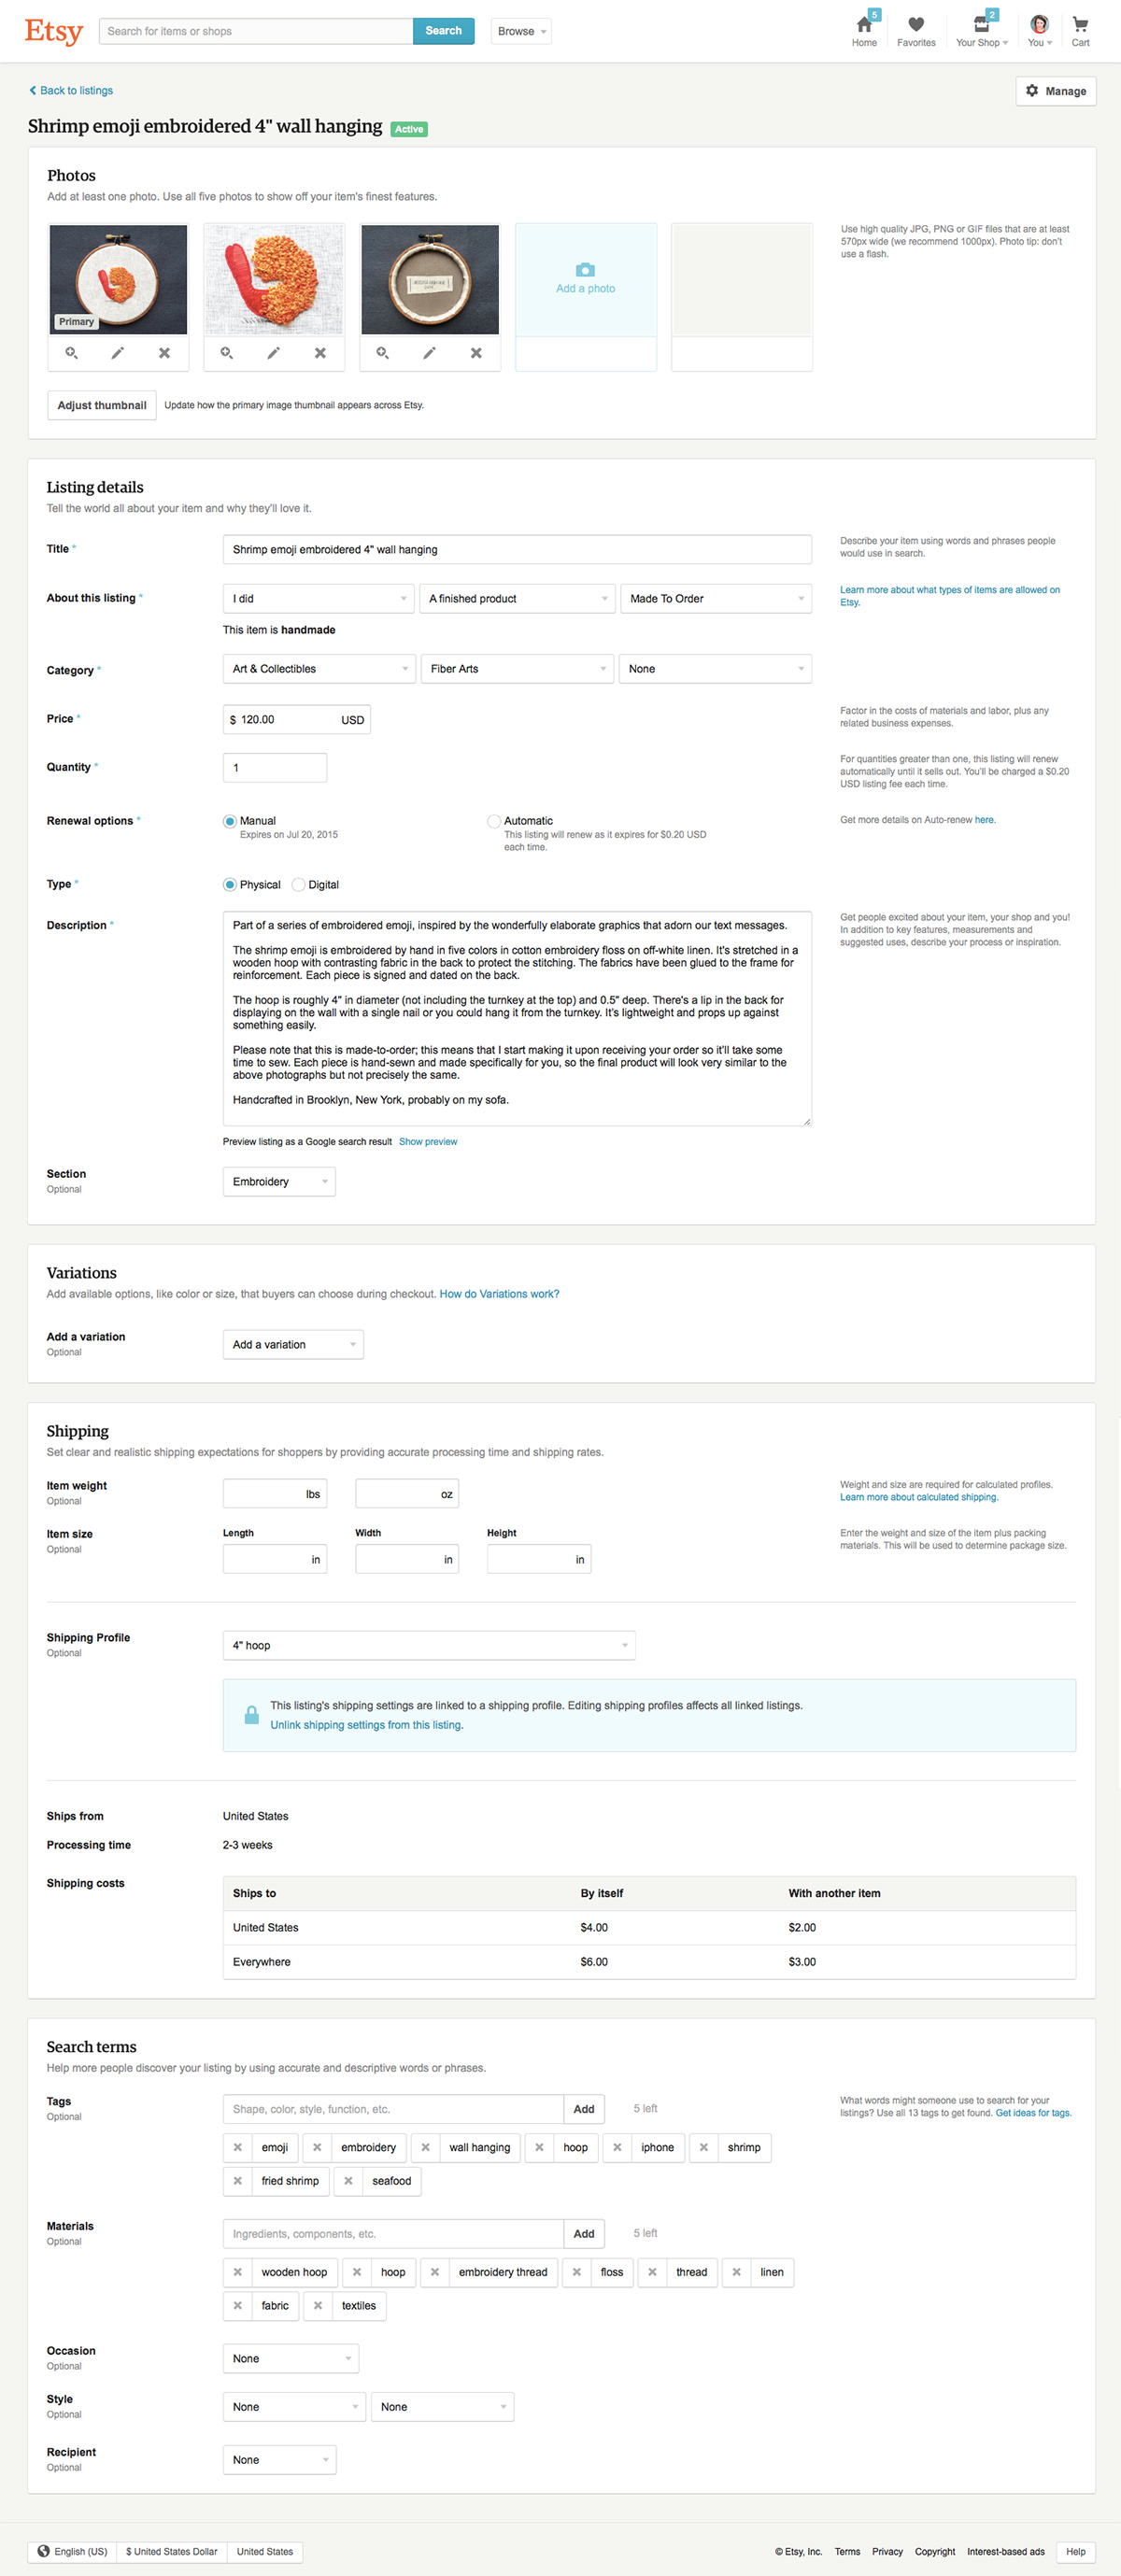 Etsy
Search for items or shops
Search
Browse
5
Home
Favorites
2
Your Shop
You
Cart
Back to listings
Manage
Shrimp emoji embroidered 4" wall hanging
Active
Photos
Add at least one photo. Use all five photos to show off your item's finest features.
Primary
Add a photo
Use high quality JPG, PNG or GIF files that are at least
570px wide (we recommend 1000px). Photo tip: don't
use a flash.
Adjust thumbnail
Update how the primary image thumbnail appears across Etsy.
Listing details
Tell the world all about your item and why they'll love it.
Title *
Shrimp emoji embroidered 4" wall hanging
Describe your item using words and phrases people
would use in search.
About this listing *
I did
A finished product
Made To Order
Learn more about what types of items are allowed on
Etsy.
This item is handmade
Category *
Art & Collectibles
Fiber Arts
None
Price *
$ 120.00 USD
Factor in the costs of materials and labor, plus any
related business expenses.
Quantity *
1
For quantities greater than one, this listing will renew
automatically until it sells out. You'll be charged a $0.20
USD listing fee each time.
Renewal options *
Manual
Expires on Jul 20, 2015
Automatic
This listing will renew as it expires for $0.20 USD
each time.
Get more details on Auto-renew here.
Type *
Physical
Digital
Description *
Part of a series of embroidered emoji, inspired by the wonderfully elaborate graphics that adorn our text messages.
The shrimp emoji is embroidered by hand in five colors in cotton embroidery floss on off-white linen. It's stretched in a
wooden hoop with contrasting fabric in the back to protect the stitching. The fabrics have been glued to the frame for
reinforcement. Each piece is signed and dated on the back.
The hoop is roughly 4" in diameter (not including the turnkey at the top) and 0.5" deep. There's a lip in the back for
displaying on the wall with a single nail or you could hang it from the turnkey. It's lightweight and props up against
something easily.
Please note that this is made-to-order; this means that I start making it upon receiving your order so it'll take some
time to sew. Each piece is hand-sewn and made specifically for you, so the final product will look very similar to the
above photographs but not precisely the same.
Handcrafted in Brooklyn, New York, probably on my sofa.
Get people excited about your item, your shop and you!
In addition to key features, measurements and
suggested uses, describe your process or inspiration.
Preview listing as a Google search result Show preview
Section
Optional
Embroidery
Variations
Add available options, like color or size, that buyers can choose during checkout. How do Variations work?
Add a variation
Optional
Add a variation
Shipping
Set clear and realistic shipping expectations for shoppers by providing accurate processing time and shipping rates.
Item weight
Optional
lbs
oz
Weight and size are required for calculated profiles.
Learn more about calculated shipping.
Item size
Optional
Length
Width
Height
in
in
in
Enter the weight and size of the item plus packing
materials. This will be used to determine package size.
Shipping Profile
Optional
4" hoop
This listing's shipping settings are linked to a shipping profile. Editing shipping profiles affects all linked listings.
Unlink shipping settings from this listing.
Ships from
United States
Processing time
2-3 weeks
Shipping costs
Ships to By itself With another item
United States $4.00 $2.00
Everywhere $6.00 $3.00
Search terms
Help more people discover your listing by using accurate and descriptive words or phrases.
Tags
Optional
Shape, color, style, function, etc.
Add
5 left
What words might someone use to search for your
listings? Use all 13 tags to get found. Get ideas for tags.
emoji embroidery wall hanging hoop iphone shrimp
fried shrimp seafood
Materials
Optional
Ingredients, components, etc.
Add
5 left
wooden hoop hoop embroidery thread floss thread linen
fabric textiles
Occasion
Optional
None
Style
Optional
None
None
Recipient
Optional
None
English (US)
$ United States Dollar
United States
© Etsy, Inc.
Terms
Privacy
Copyright
Interest-based ads
Help